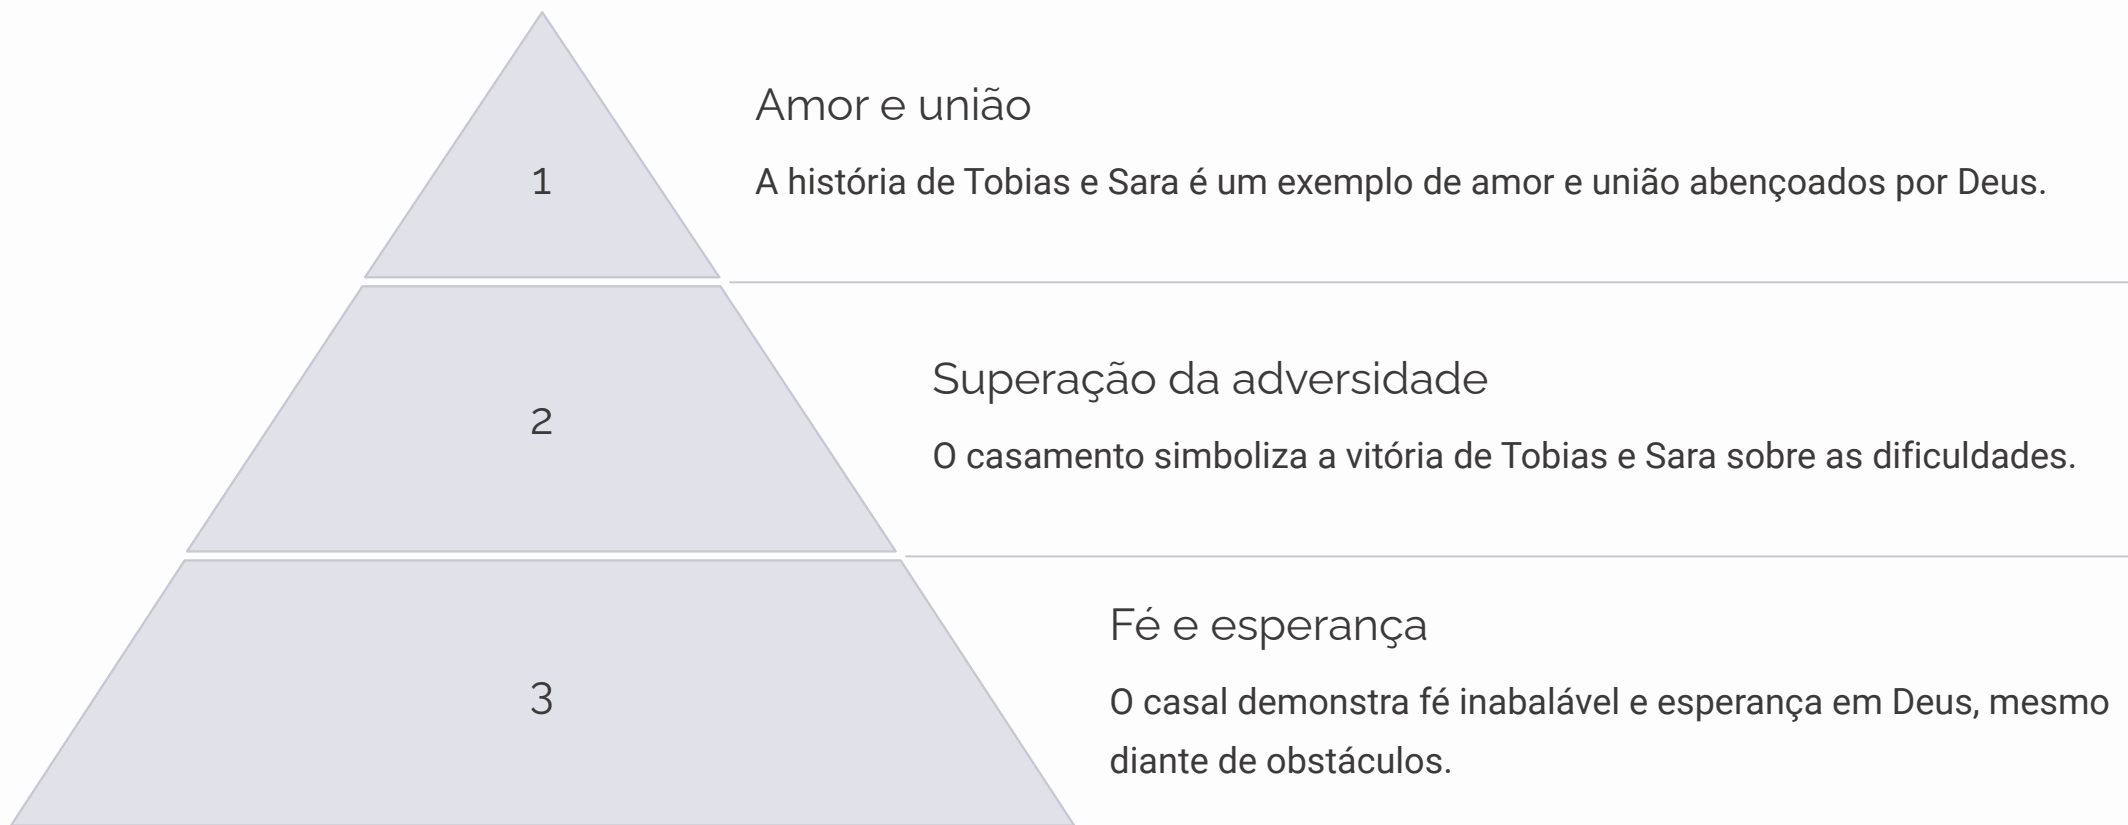 1
Amor e união
A história de Tobias e Sara é um exemplo de amor e união abençoados por Deus.
2
Superação da adversidade
O casamento simboliza a vitória de Tobias e Sara sobre as dificuldades.
3
Fé e esperança
O casal demonstra fé inabalável e esperança em Deus, mesmo
diante de obstáculos.